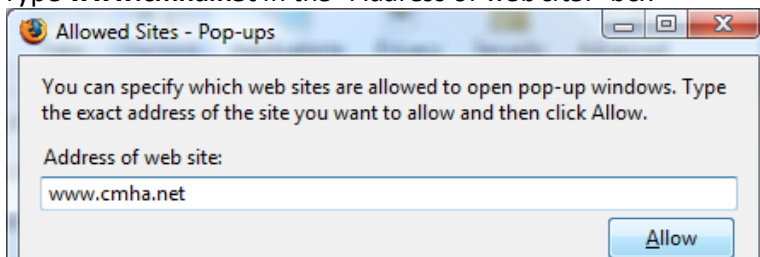 Allowed Sites - Pop-ups
You can specify which web sites are allowed to open pop-up windows. Type
the exact address of the site you want to allow and then click Allow.
Address of web site:
www.cmha.net
Allow